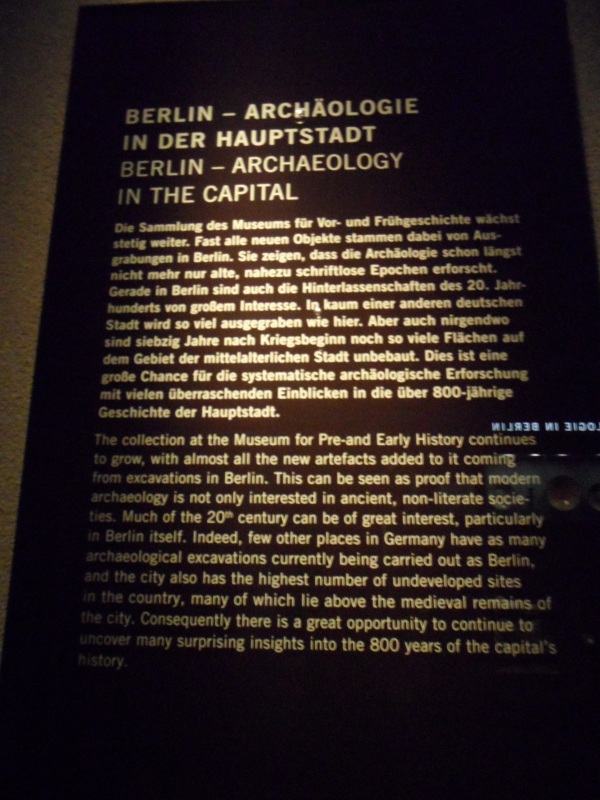 BERLIN – ARCHÄOLOGIE
IN DER HAUPTSTADT
BERLIN – ARCHAEOLOGY
IN THE CAPITAL
Die Sammlung des Museums für Vor- und Frühgeschichte wächst
stetig weiter. Fast alle neuen Objekte stammen dabei von Aus-
grabungen in Berlin. Sie zeigen, dass die Archäologie schon längst
nicht mehr nur alte, nahezu schriftlose Epochen erforscht.
Gerade in Berlin sind auch die Hinterlassenschaften des 20. Jahr-
hunderts von großem Interesse. In kaum einer anderen deutschen
Stadt wird so viel ausgegraben wie hier. Aber auch nirgendwo
sind siebzig Jahre nach Kriegsbeginn noch so viele Flächen auf
dem Gebiet der mittelalterlichen Stadt unbebaut. Dies ist eine
große Chance für die systematische archäologische Erforschung
mit vielen überraschenden Einblicken in die über 800-jährige
Geschichte der Hauptstadt.
The collection at the Museum for Pre-and Early History continues
to grow, with almost all the new artefacts added to it coming
from excavations in Berlin. This can be seen as proof that modern
archaeology is not only interested in ancient, non-literate socie-
ties. Much of the 20th century can be of great interest, particularly
in Berlin itself. Indeed, few other places in Germany have as many
archaeological excavations currently being carried out as Berlin,
and the city also has the highest number of undeveloped sites
in the country, many of which lie above the medieval remains of
the city. Consequently there is a great opportunity to continue to
uncover many surprising insights into the 800 years of the capital's
history.
LOGIE IN BERLIN